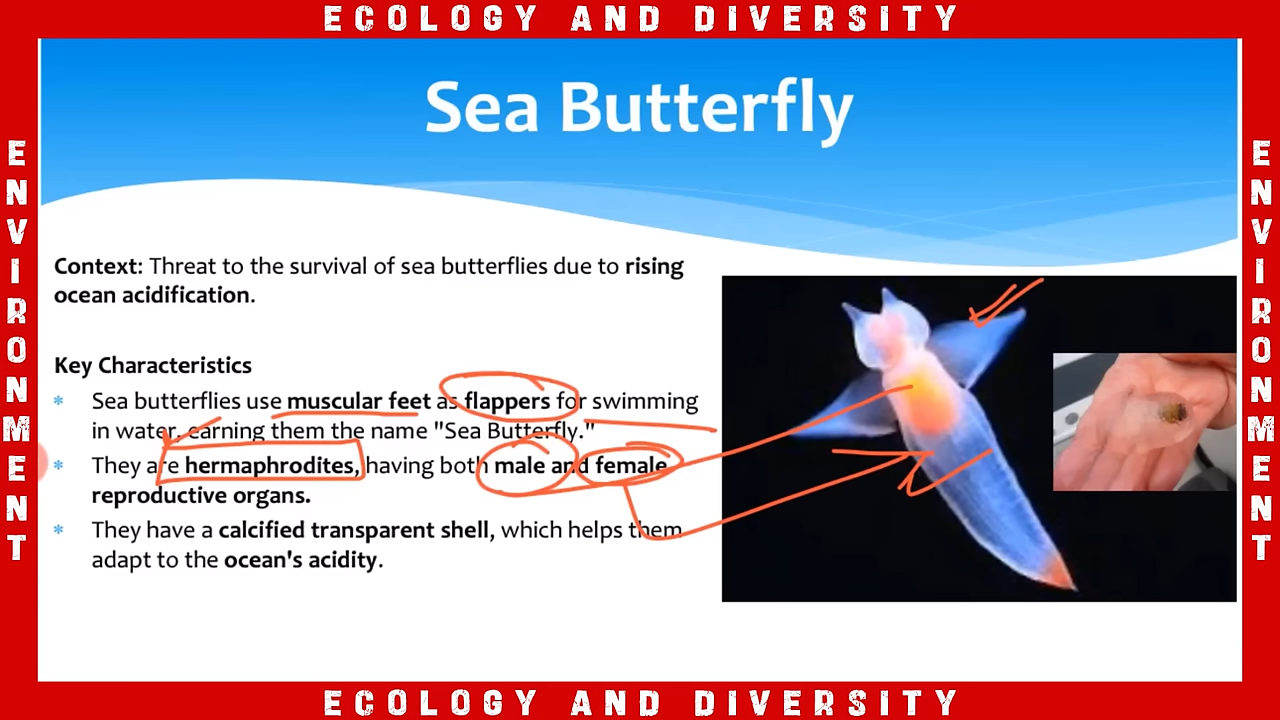 ECOLOGY AND DIVERSITY
ENVIRONMENT
ENVIRONMENT
Sea Butterfly
Context: Threat to the survival of sea butterflies due to rising
ocean acidification.
Key Characteristics
* Sea butterflies use muscular feet as flappers for swimming
in water, earning them the name "Sea Butterfly."
* They are hermaphrodites, having both male and female
reproductive organs.
* They have a calcified transparent shell, which helps them
adapt to the ocean's acidity.
ECOLOGY AND DIVERSITY